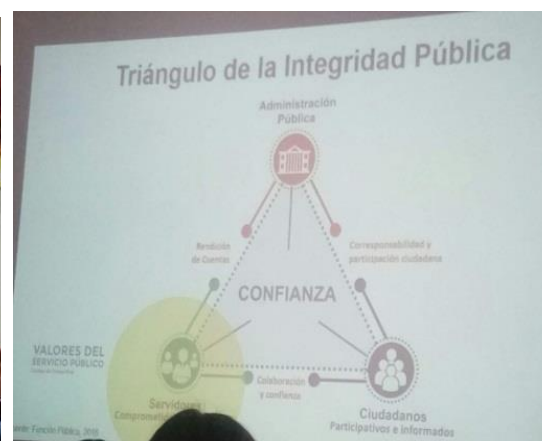 Triángulo de la Integridad Pública
Administración
Pública
Rendición
de Cuentas
Corresponsabilidad y
participación ciudadana
CONFIANZA
VALORES DEL
SERVICIO PÚBLICO
Colaboración
y confianza
Servidores
Ciudadanos
Participativos e informados
Fuente: Función Pública,